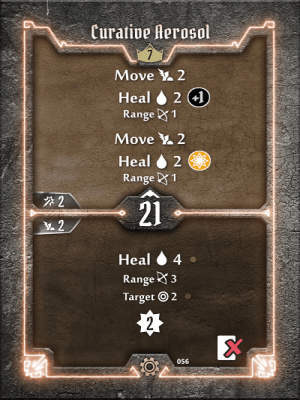 Curative Aerosol
7
Move 2
Heal 2 +1
Range 1
Move 2
Heal 2
Range 1
2
21
2
Heal 4
Range 3
Target 2
2
056